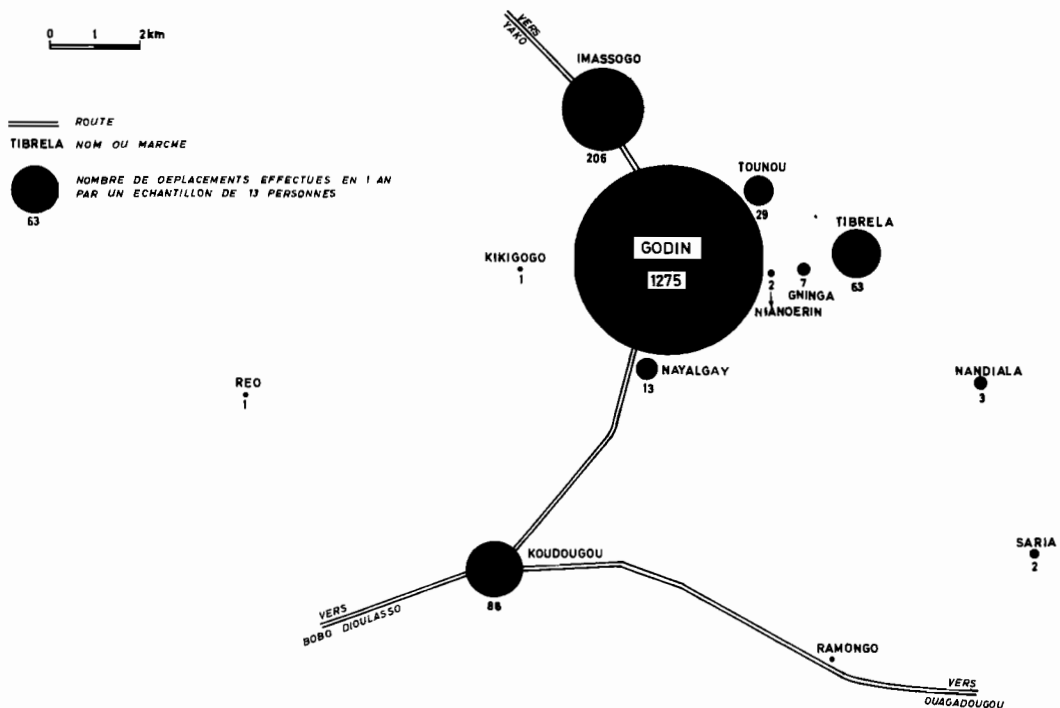 0 1 2km
ROUTE
TIBRELA NOM OU MARCHE
NOMBRE DE DEPLACEMENTS EFFECTUES EN 1 AN
PAR UN ECHANTILLON DE 13 PERSONNES
63
VERS
YAKO
IMASSOGO
206
TOUNOU
29
TIBRELA
63
GODIN
1275
KIKIGOGO
1
2
7
GNINGA
NIANOERIN
NAYALGAY
13
REO
1
NANDIALA
3
KOUDOUGOU
86
SARIA
2
VERS
BOBO DIOULASSO
RAMONGO
VERS
OUAGADOUGOU